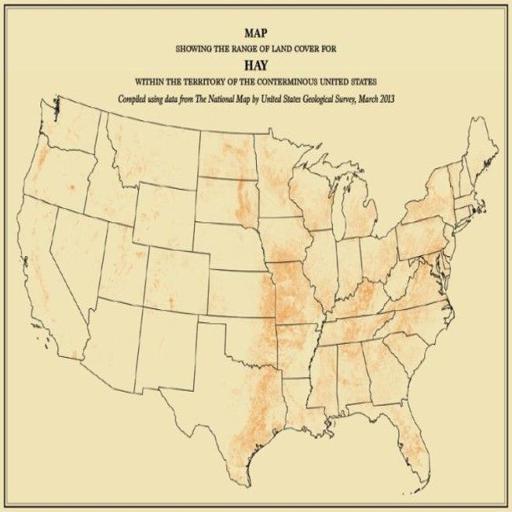 MAP
SHOWING THE RANGE OF LAND COVER FOR
HAY
WITHIN THE TERRITORY OF THE CONTERMINOUS UNITED STATES
Compiled using data from The National Map by United States Geological Survey, March 2013